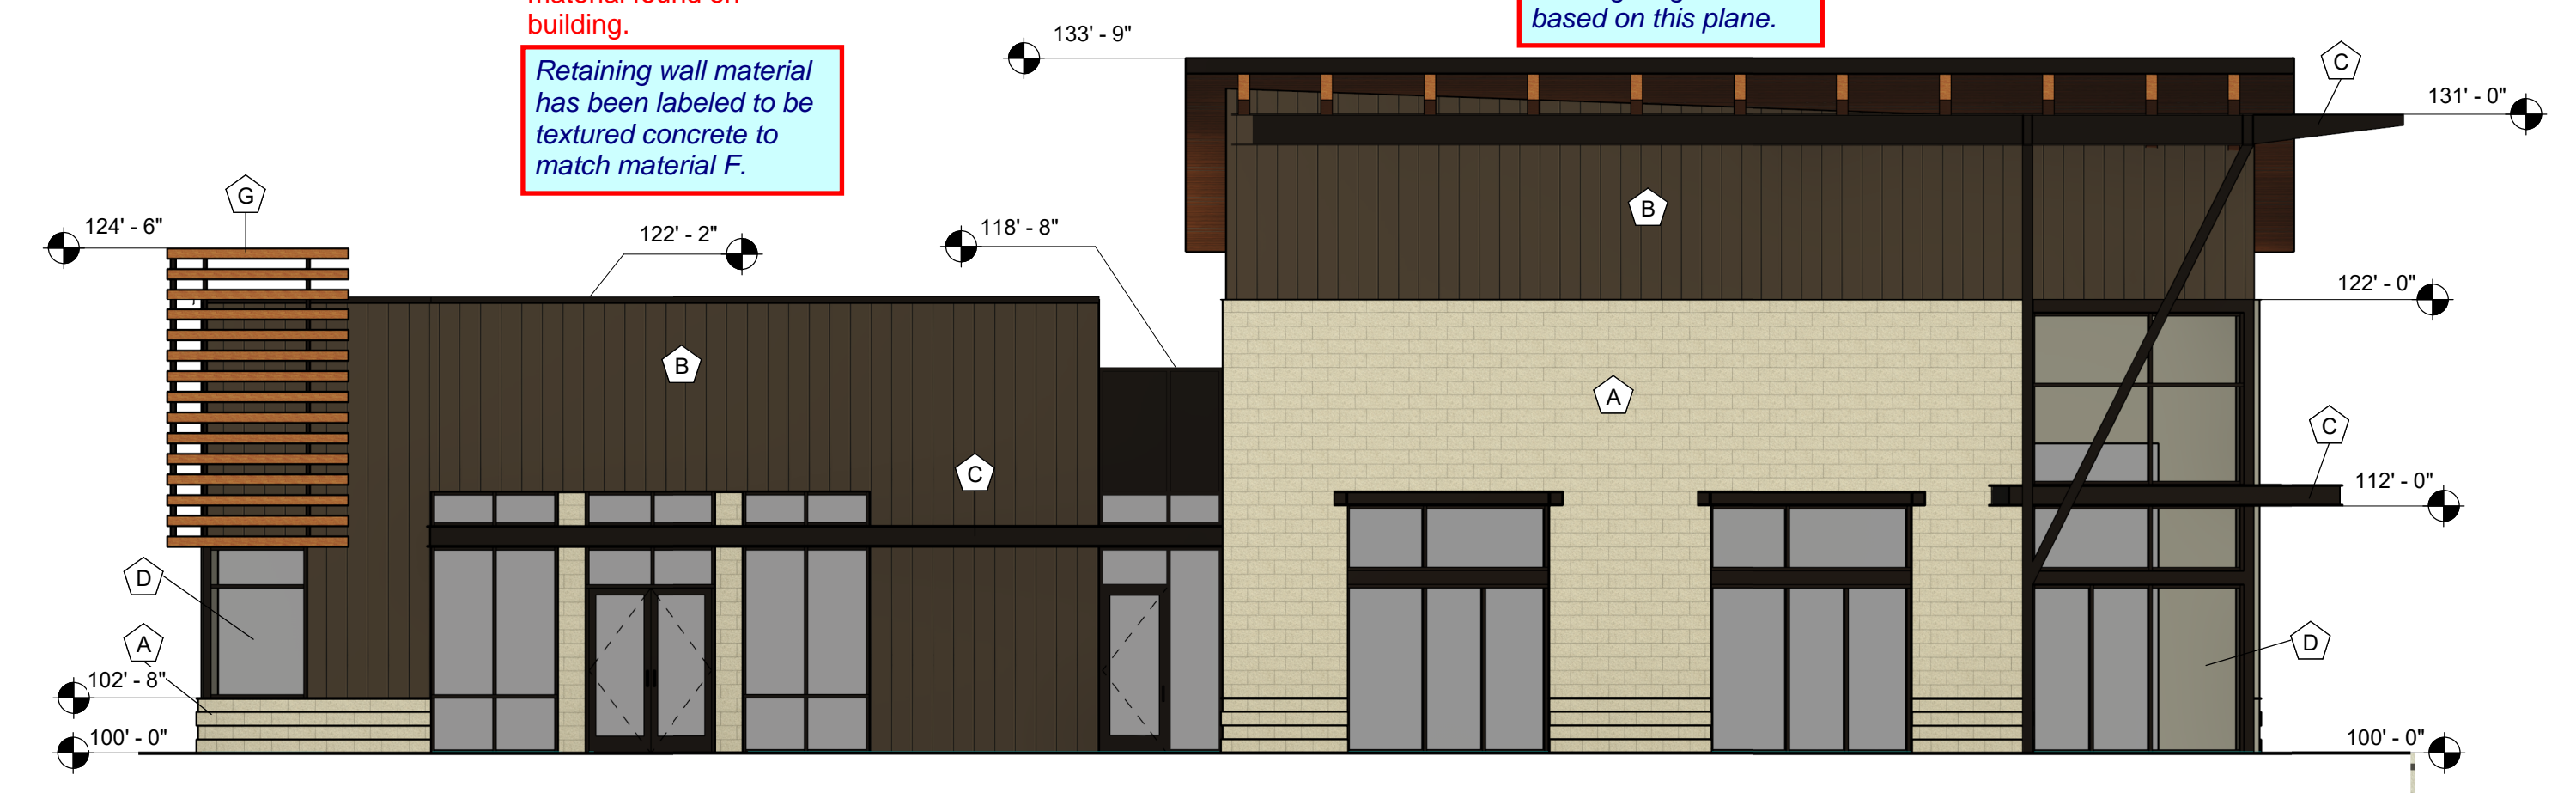 building.
Retaining wall material
has been labeled to be
textured concrete to
match material F.
based on this plane.
133' - 9"
C
131' - 0"
G
B
124' - 6"
122' - 2"
118' - 8"
122' - 0"
B
A
C
C
112' - 0"
D
A
D
102' - 8"
100' - 0"
100' - 0"